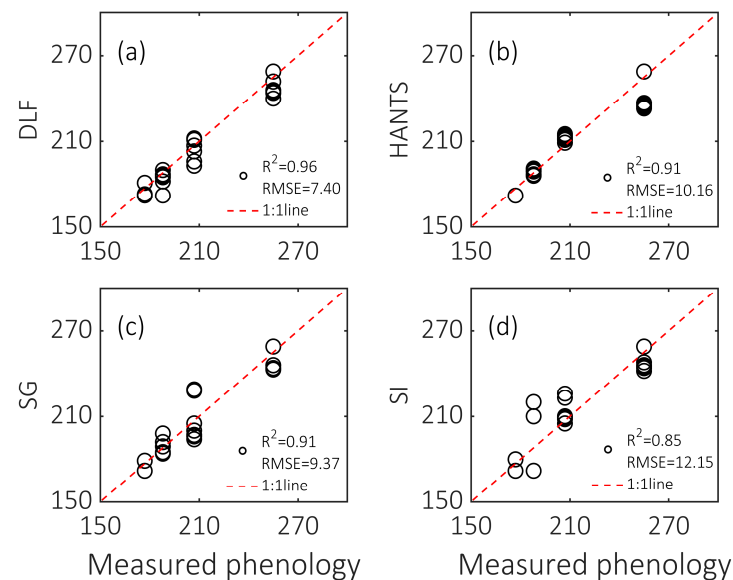 270
210
150
DLF
(a)
R²=0.96
RMSE=7.40
1:1line
150
210
270
270
210
150
HANTS
(b)
R²=0.91
RMSE=10.16
1:1line
150
210
270
270
210
150
SG
(c)
R²=0.91
RMSE=9.37
1:1line
150
210
270
Measured phenology
270
210
150
SI
(d)
R²=0.85
RMSE=12.15
1:1line
150
210
270
Measured phenology